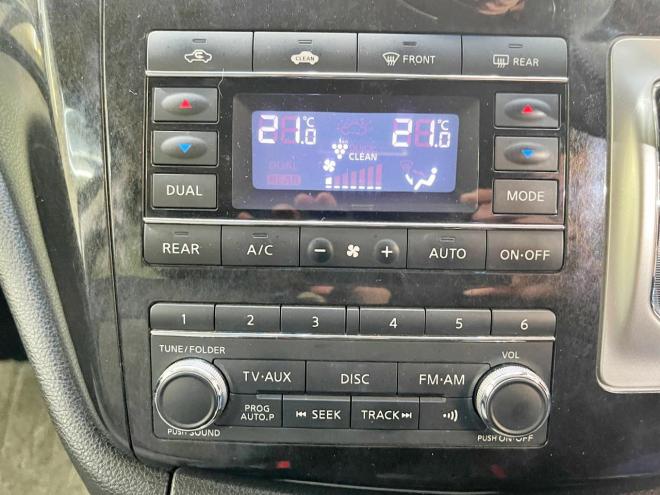 CLEAN FRONT REAR
21.0 °C 21.0 °C
CLEAN
DUAL
REAR
DUAL MODE
REAR A/C − + AUTO ON·OFF
1 2 3 4 5 6
TUNE/FOLDER VOL
TV·AUX DISC FM·AM
PROG
AUTO.P SEEK TRACK
PUSH SOUND PUSH ON·OFF